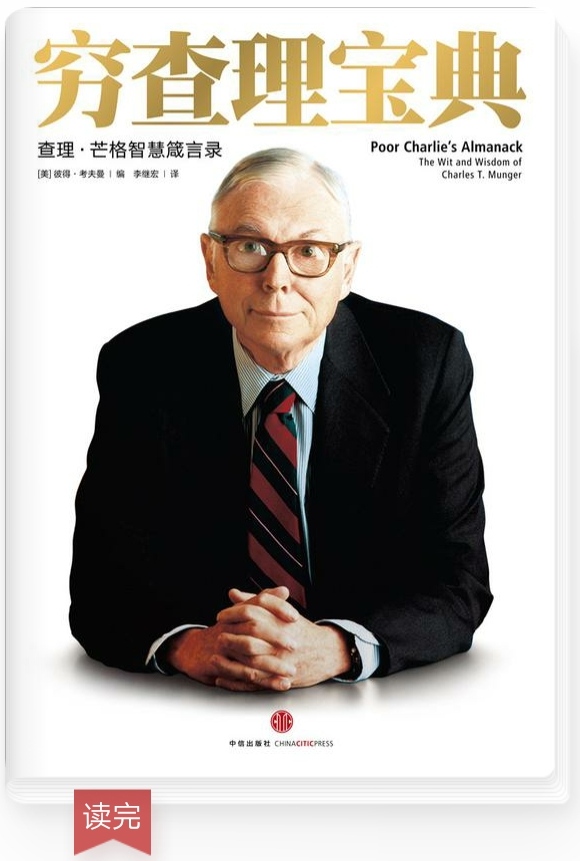 穷查理宝典
查理·芒格智慧箴言录
[美] 彼得·考夫曼 | 编 李继宏 | 译
Poor Charlie's Almanack
The Wit and Wisdom of
Charles T. Munger
CITIC
中信出版社 CHINACITICPRESS
读完